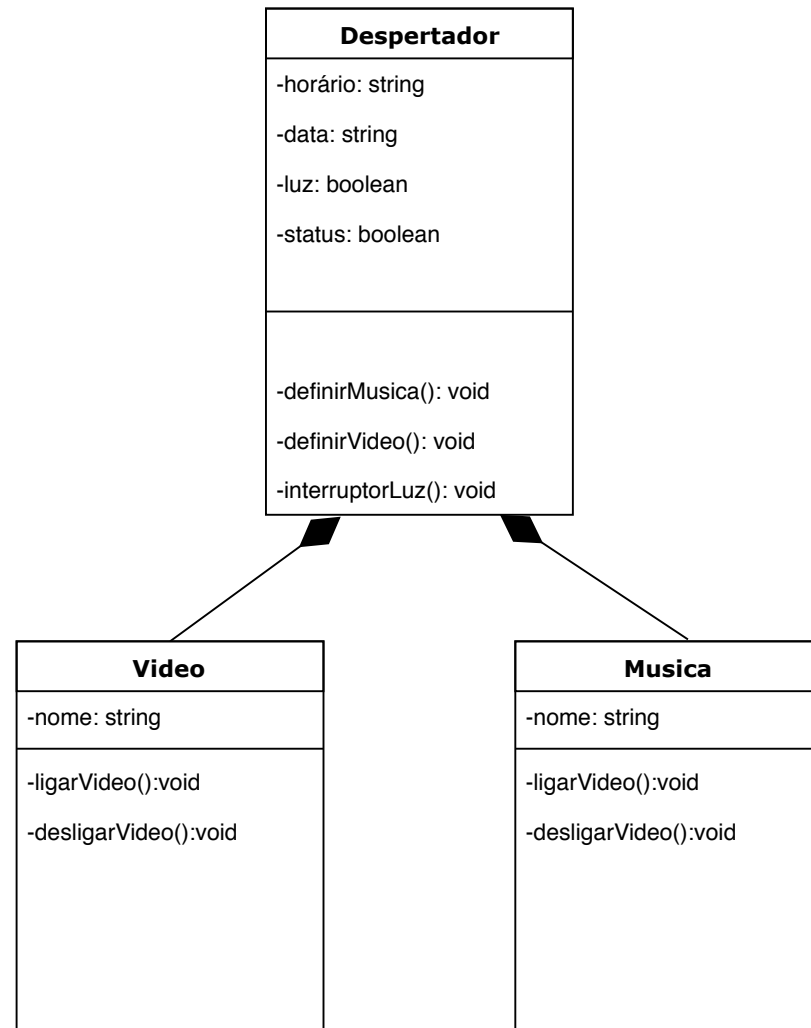 Despertador
-horário: string
-data: string
-luz: boolean
-status: boolean
-definirMusica(): void
-definirVideo(): void
-interruptorLuz(): void
Video
-nome: string
-ligarVideo():void
-desligarVideo():void
Musica
-nome: string
-ligarVideo():void
-desligarVideo():void